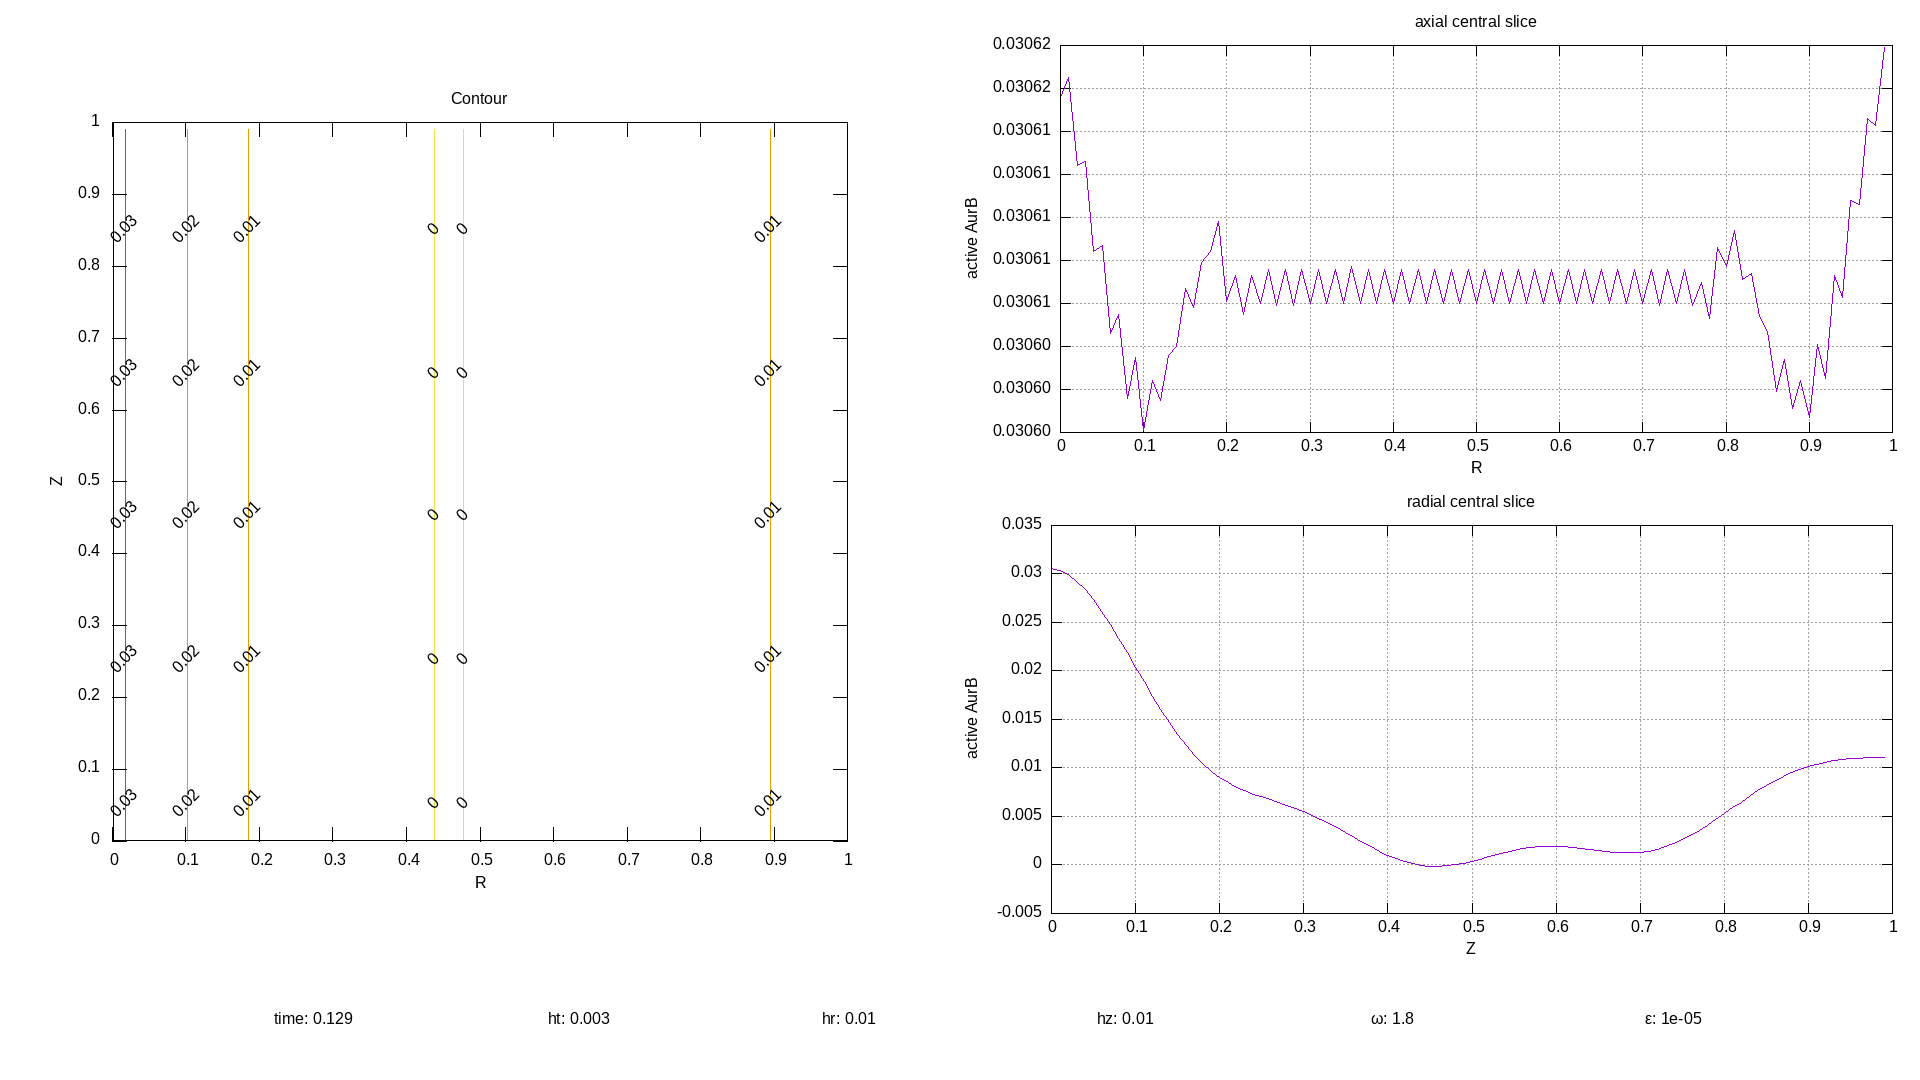 Contour
1
0.9
0.8
0.7
0.6
0.5
0.4
0.3
0.2
0.1
0
Z
0.03 0.02 0.01 0 0 0.01
0.03 0.02 0.01 0 0 0.01
0.03 0.02 0.01 0 0 0.01
0.03 0.02 0.01 0 0 0.01
0.03 0.02 0.01 0 0 0.01
0 0.1 0.2 0.3 0.4 0.5 0.6 0.7 0.8 0.9 1
R
axial central slice
active AurB
0.03062
0.03062
0.03061
0.03061
0.03061
0.03061
0.03061
0.03060
0.03060
0.03060
0 0.1 0.2 0.3 0.4 0.5 0.6 0.7 0.8 0.9 1
R
radial central slice
active AurB
0.035
0.03
0.025
0.02
0.015
0.01
0.005
0
-0.005
0 0.1 0.2 0.3 0.4 0.5 0.6 0.7 0.8 0.9 1
Z
time: 0.129 ht: 0.003 hr: 0.01 hz: 0.01 ω: 1.8 ε: 1e-05